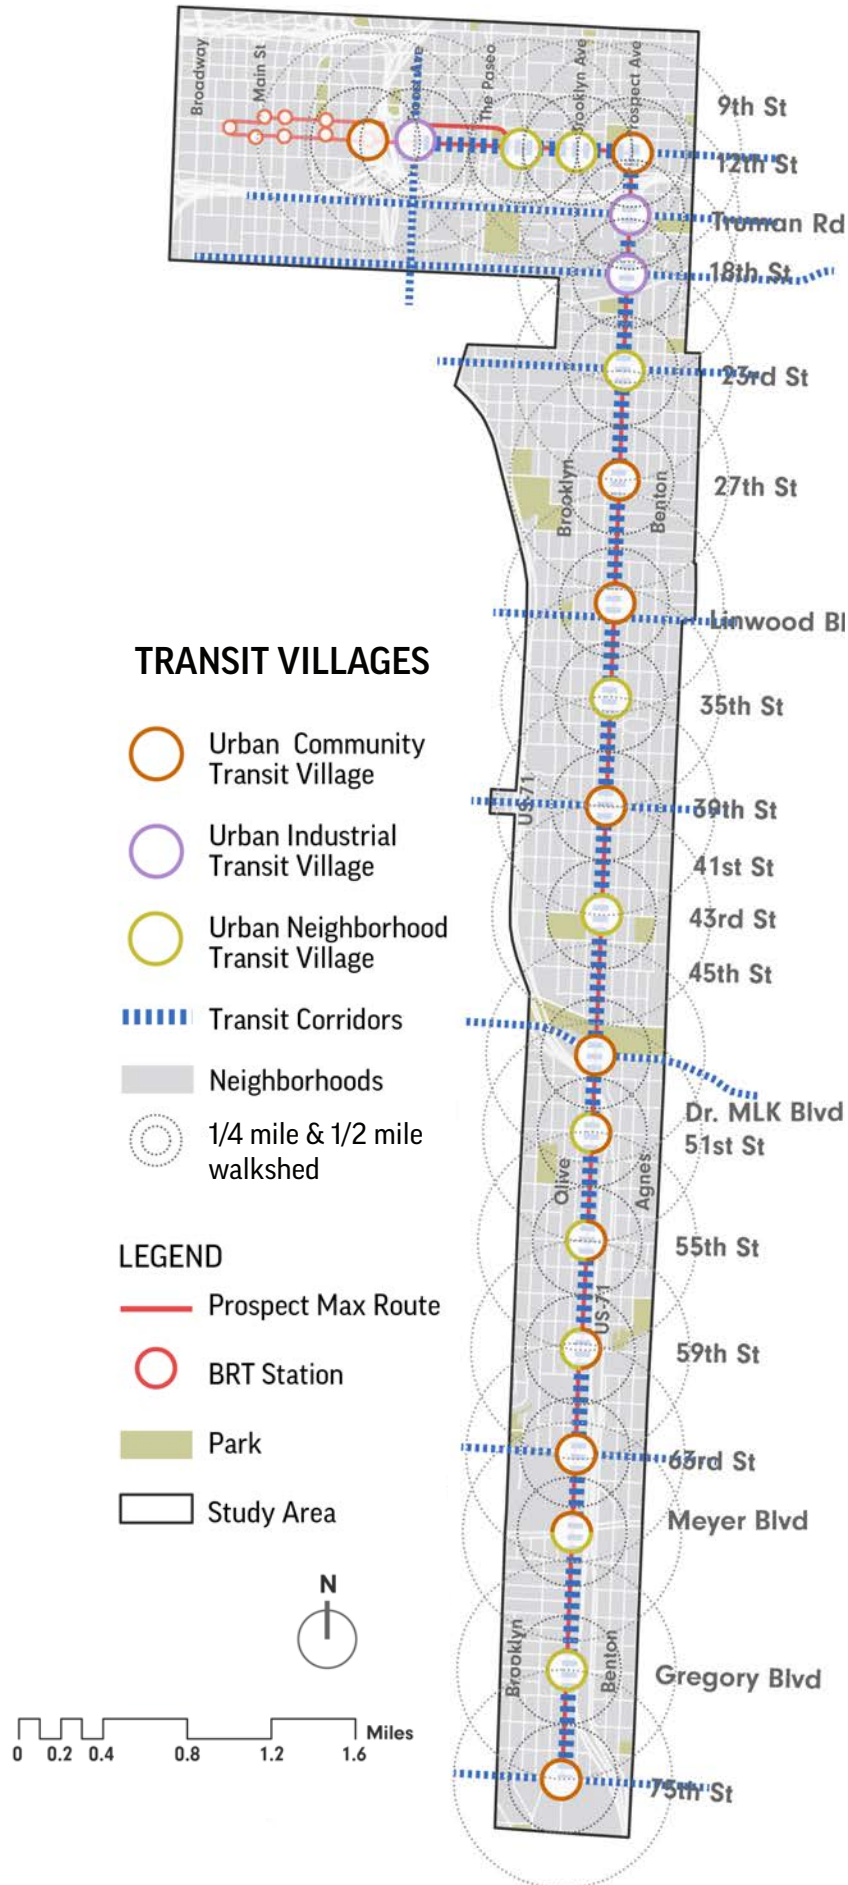 Broadway
Main St
The Paseo
Brooklyn Ave
Prospect Ave
9th St
12th St
Truman Rd
18th St
23rd St
27th St
Brooklyn
Benton
Linwood Bl
35th St
US-71
39th St
41st St
43rd St
45th St
Dr. MLK Blvd
51st St
Olive
Agnes
55th St
US-71
59th St
63rd St
Meyer Blvd
Brooklyn
Benton
Gregory Blvd
75th St
TRANSIT VILLAGES
Urban Community
Transit Village
Urban Industrial
Transit Village
Urban Neighborhood
Transit Village
Transit Corridors
Neighborhoods
1/4 mile & 1/2 mile
walkshed
LEGEND
Prospect Max Route
BRT Station
Park
Study Area
N
0 0.2 0.4 0.8 1.2 1.6 Miles